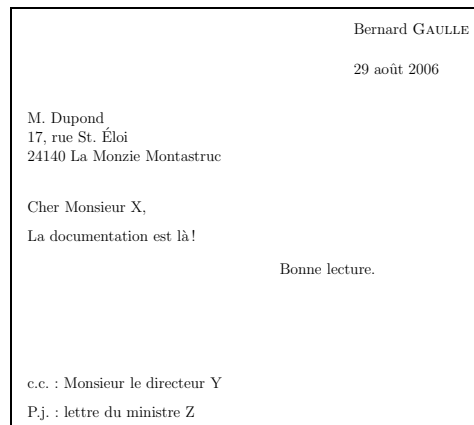 Bernard GAULLE
29 août 2006
M. Dupond
17, rue St. Éloi
24140 La Monzie Montastruc
Cher Monsieur X,
La documentation est là !
Bonne lecture.
c.c. : Monsieur le directeur Y
P.j. : lettre du ministre Z